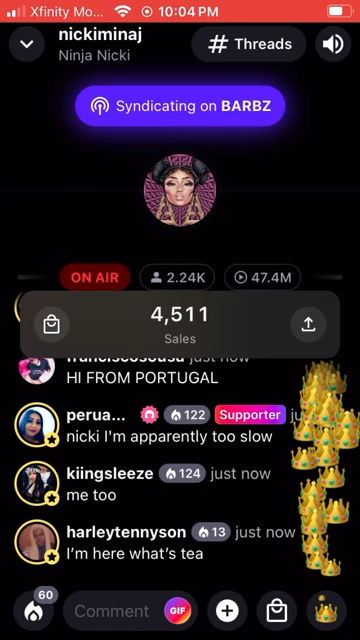 Xfinity Mo... 10:04 PM
nickiminaj
Ninja Nicki
# Threads
Syndicating on BARBZ
ON AIR 2.24K 47.4M
4,511
Sales
franciscosousa just now
HI FROM PORTUGAL
perua... 122 Supporter ju
nicki I'm apparently too slow
kiingsleeze 124 just now
me too
harleytennyson 13 just now
I'm here what's tea
60
Comment GIF